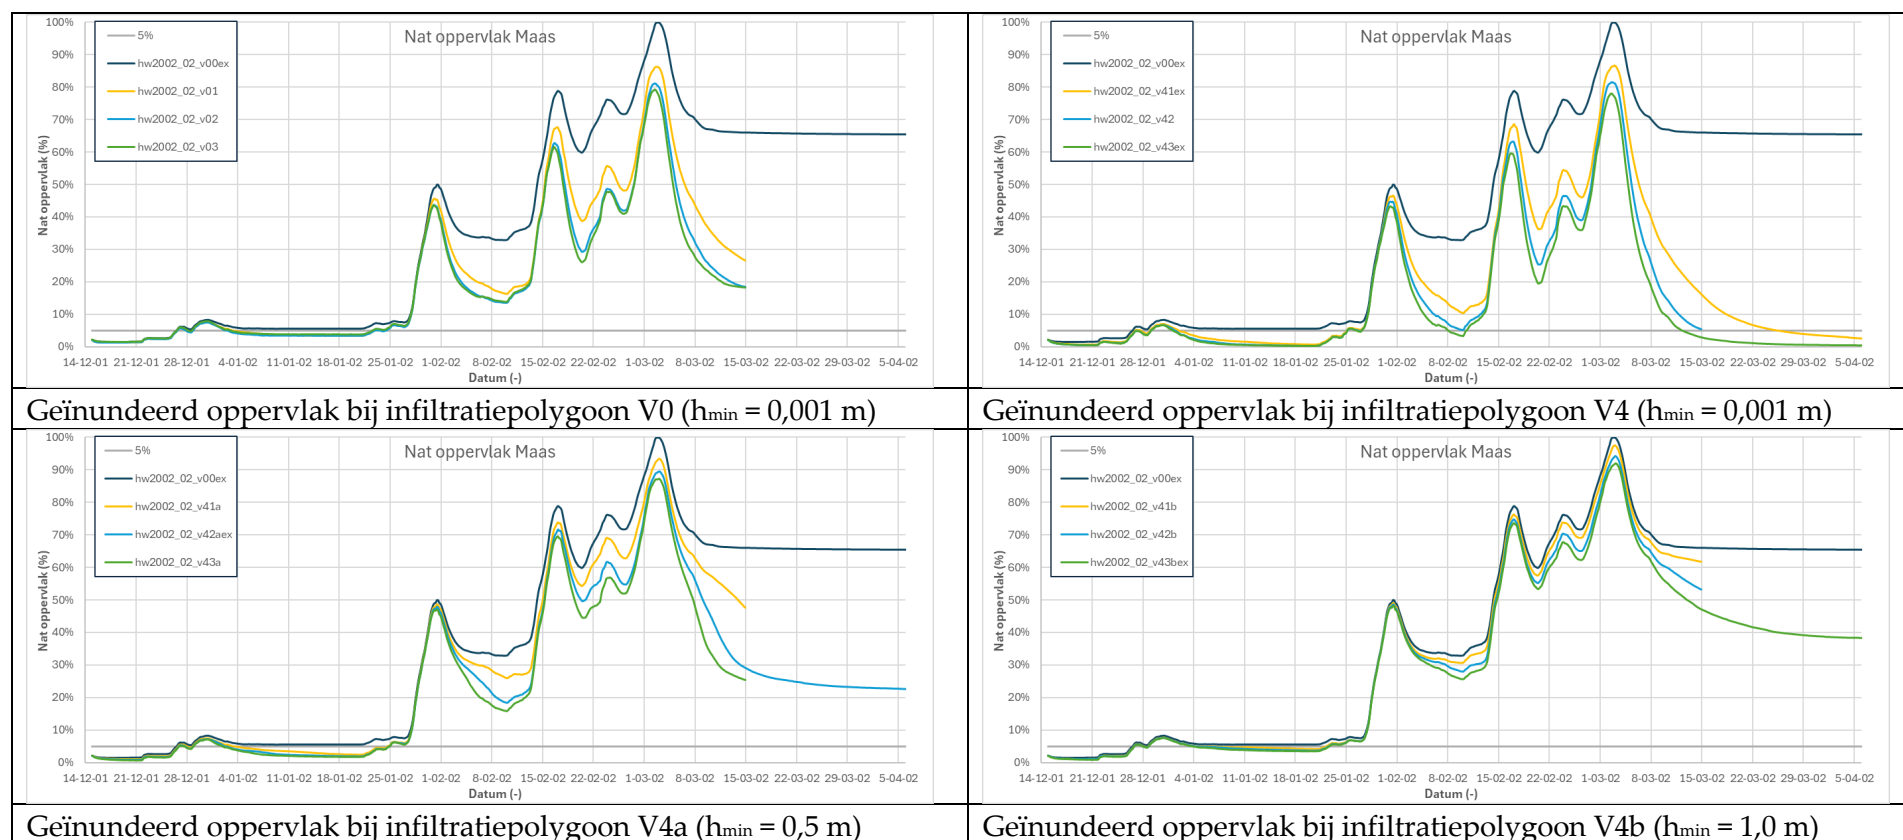 Nat oppervlak Maas
5%
hw2002_02_v00ex
hw2002_02_v01
hw2002_02_v02
hw2002_02_v03
100%
90%
80%
70%
60%
50%
40%
30%
20%
10%
0%
Nat oppervlak (%)
14-12-01 21-12-01 28-12-01 4-01-02 11-01-02 18-01-02 25-01-02 1-02-02 8-02-02 15-02-02 22-02-02 1-03-02 8-03-02 15-03-02 22-03-02 29-03-02 5-04-02
Datum (-)
Geïnundeerd oppervlak bij infiltratiepolygoon V0 (hmin = 0,001 m)
Nat oppervlak Maas
5%
hw2002_02_v00ex
hw2002_02_v41ex
hw2002_02_v42
hw2002_02_v43ex
100%
90%
80%
70%
60%
50%
40%
30%
20%
10%
0%
Nat oppervlak (%)
14-12-01 21-12-01 28-12-01 4-01-02 11-01-02 18-01-02 25-01-02 1-02-02 8-02-02 15-02-02 22-02-02 1-03-02 8-03-02 15-03-02 22-03-02 29-03-02 5-04-02
Datum (-)
Geïnundeerd oppervlak bij infiltratiepolygoon V4 (hmin = 0,001 m)
Nat oppervlak Maas
5%
hw2002_02_v00ex
hw2002_02_v41a
hw2002_02_v42aex
hw2002_02_v43a
100%
90%
80%
70%
60%
50%
40%
30%
20%
10%
0%
Nat oppervlak (%)
14-12-01 21-12-01 28-12-01 4-01-02 11-01-02 18-01-02 25-01-02 1-02-02 8-02-02 15-02-02 22-02-02 1-03-02 8-03-02 15-03-02 22-03-02 29-03-02 5-04-02
Datum (-)
Geïnundeerd oppervlak bij infiltratiepolygoon V4a (hmin = 0,5 m)
Nat oppervlak Maas
5%
hw2002_02_v00ex
hw2002_02_v41b
hw2002_02_v42b
hw2002_02_v43bex
100%
90%
80%
70%
60%
50%
40%
30%
20%
10%
0%
Nat oppervlak (%)
14-12-01 21-12-01 28-12-01 4-01-02 11-01-02 18-01-02 25-01-02 1-02-02 8-02-02 15-02-02 22-02-02 1-03-02 8-03-02 15-03-02 22-03-02 29-03-02 5-04-02
Datum (-)
Geïnundeerd oppervlak bij infiltratiepolygoon V4b (hmin = 1,0 m)